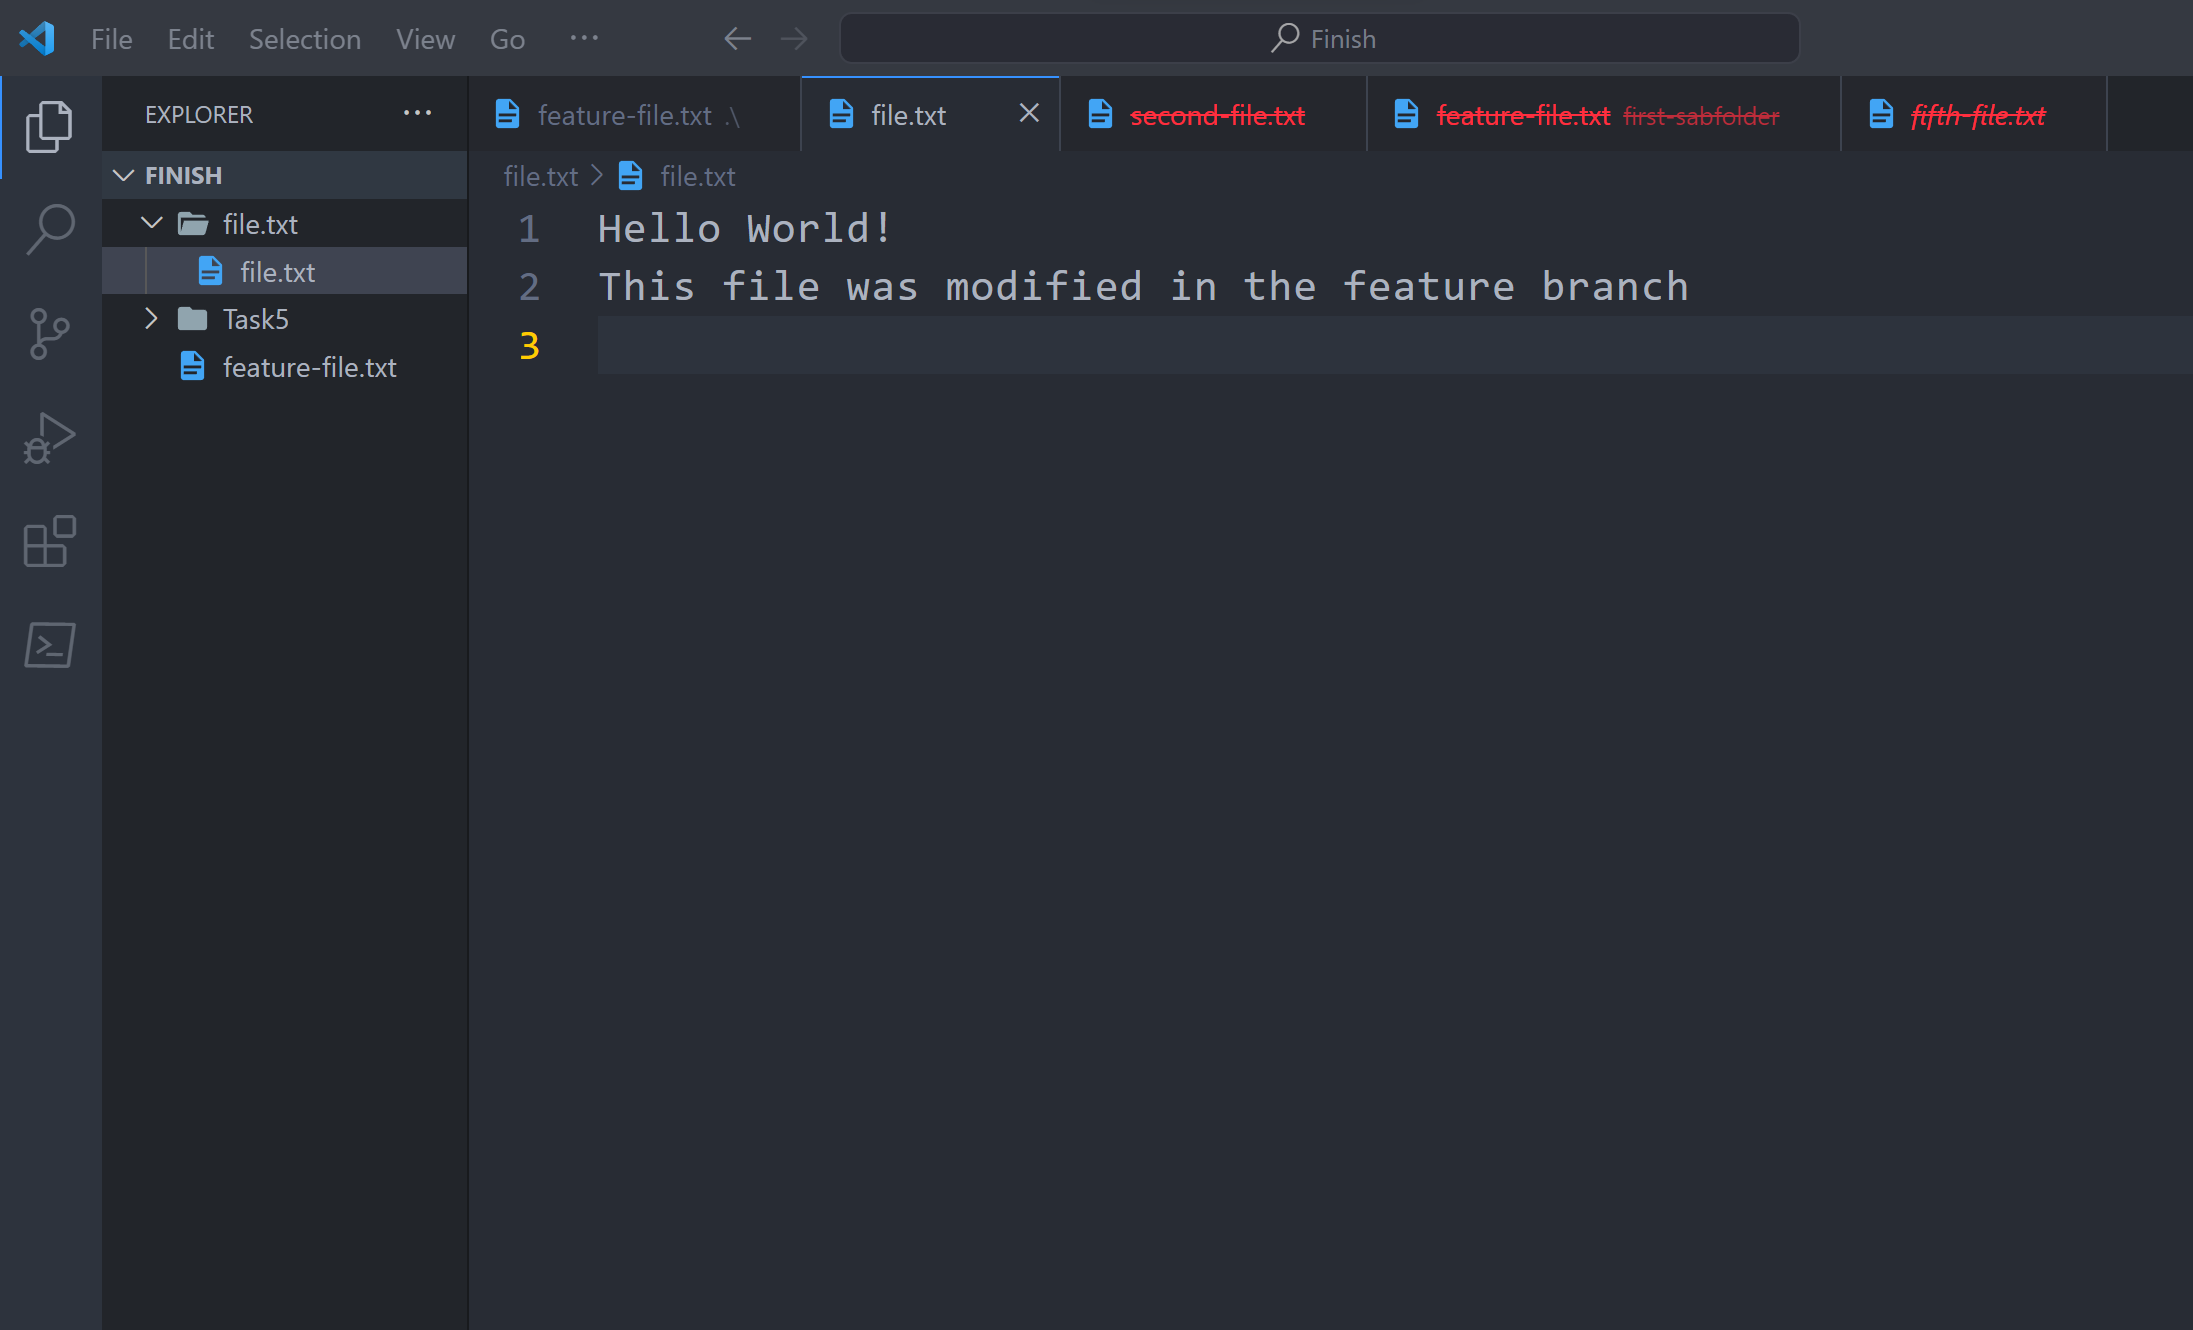 File Edit Selection View Go ··· Finish
EXPLORER ···
FINISH
file.txt
file.txt
Task5
feature-file.txt
feature-file.txt .\ file.txt second-file.txt feature-file.txt first-sabfolder fifth-file.txt
file.txt > file.txt
1 Hello World!
2 This file was modified in the feature branch
3